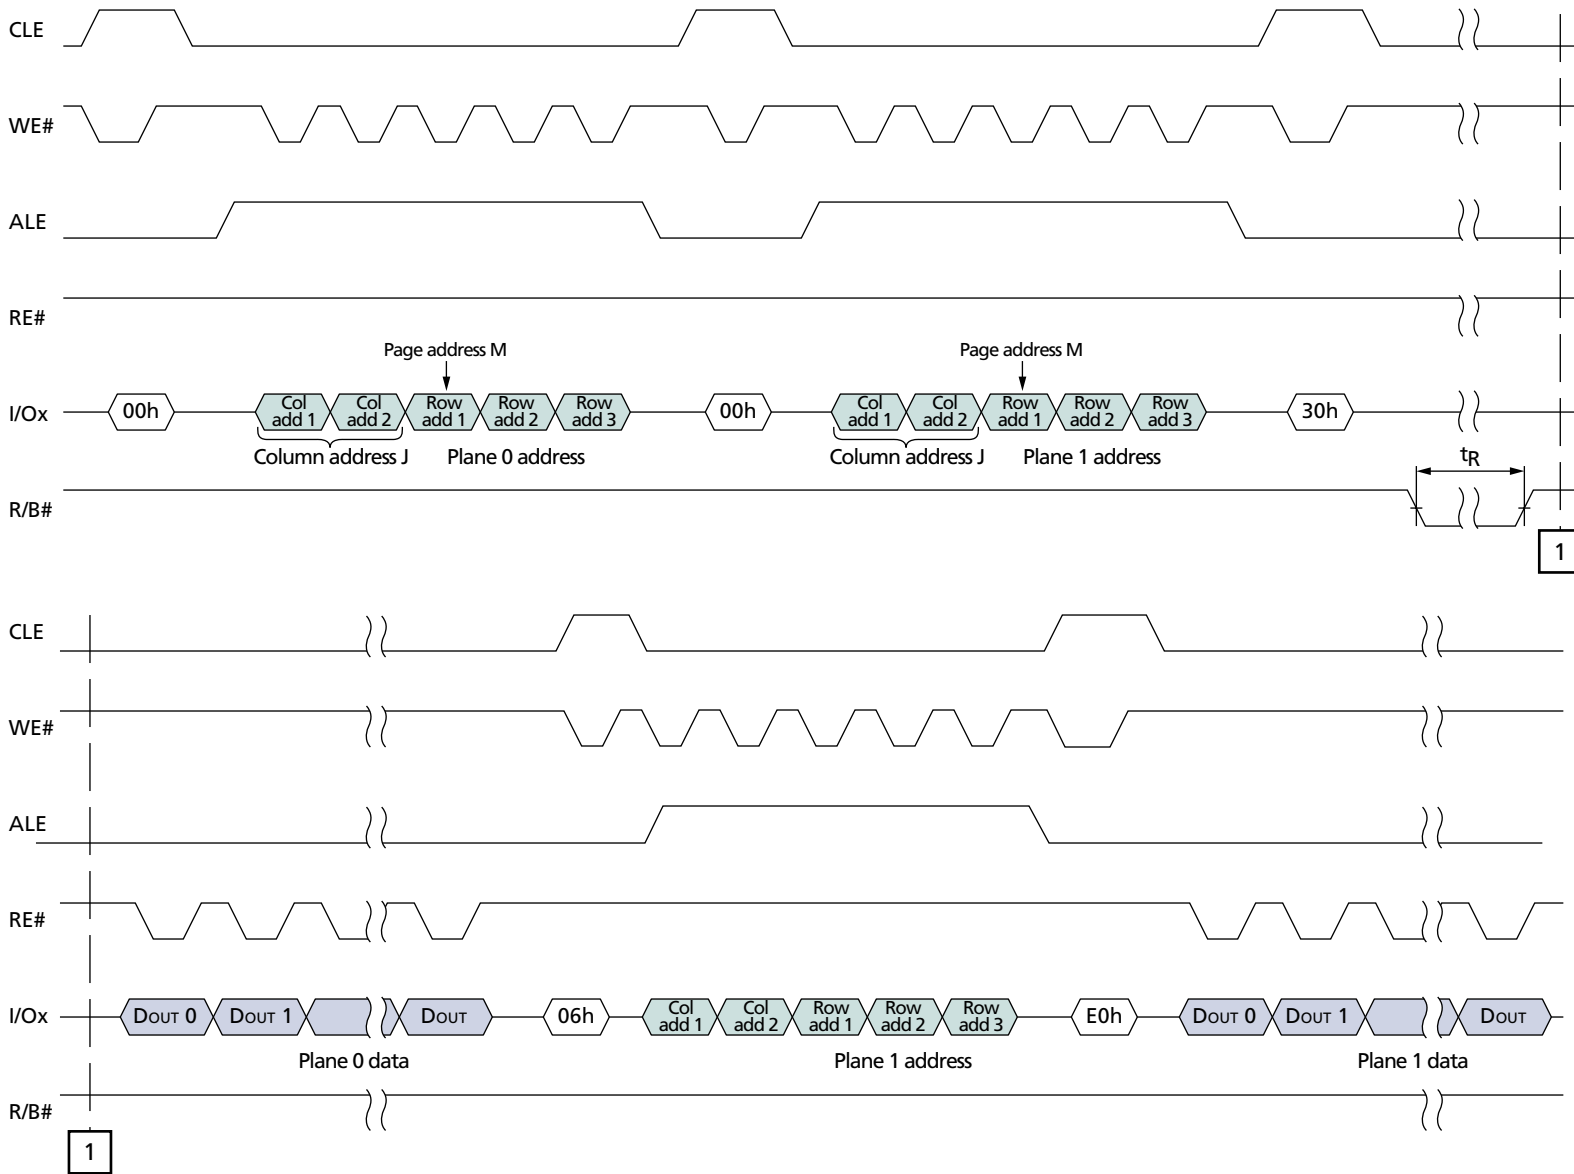 CLE
WE#
ALE
RE#
Page address M
Page address M
I/Ox
00h
Col add 1
Col add 2
Row add 1
Row add 2
Row add 3
00h
Col add 1
Col add 2
Row add 1
Row add 2
Row add 3
30h
Column address J
Plane 0 address
Column address J
Plane 1 address
tR
R/B#
1
CLE
WE#
ALE
RE#
I/Ox
DOUT 0
DOUT 1
DOUT
06h
Col add 1
Col add 2
Row add 1
Row add 2
Row add 3
E0h
DOUT 0
DOUT 1
DOUT
Plane 0 data
Plane 1 address
Plane 1 data
R/B#
1